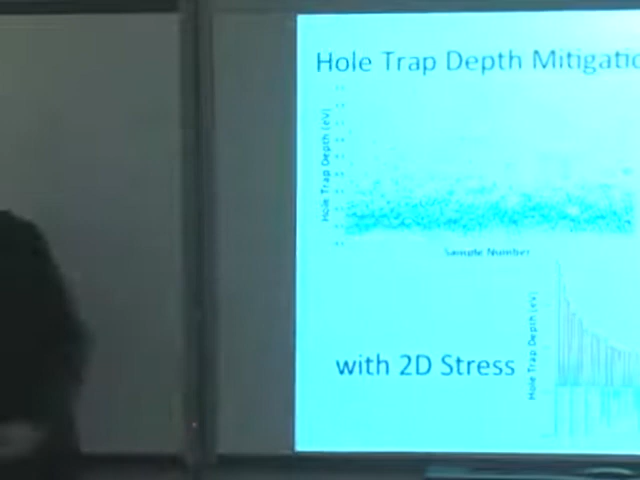 Hole Trap Depth Mitigatio
Hole Trap Depth (eV)
Sample Number
with 2D Stress
Hole Trap Depth (eV)